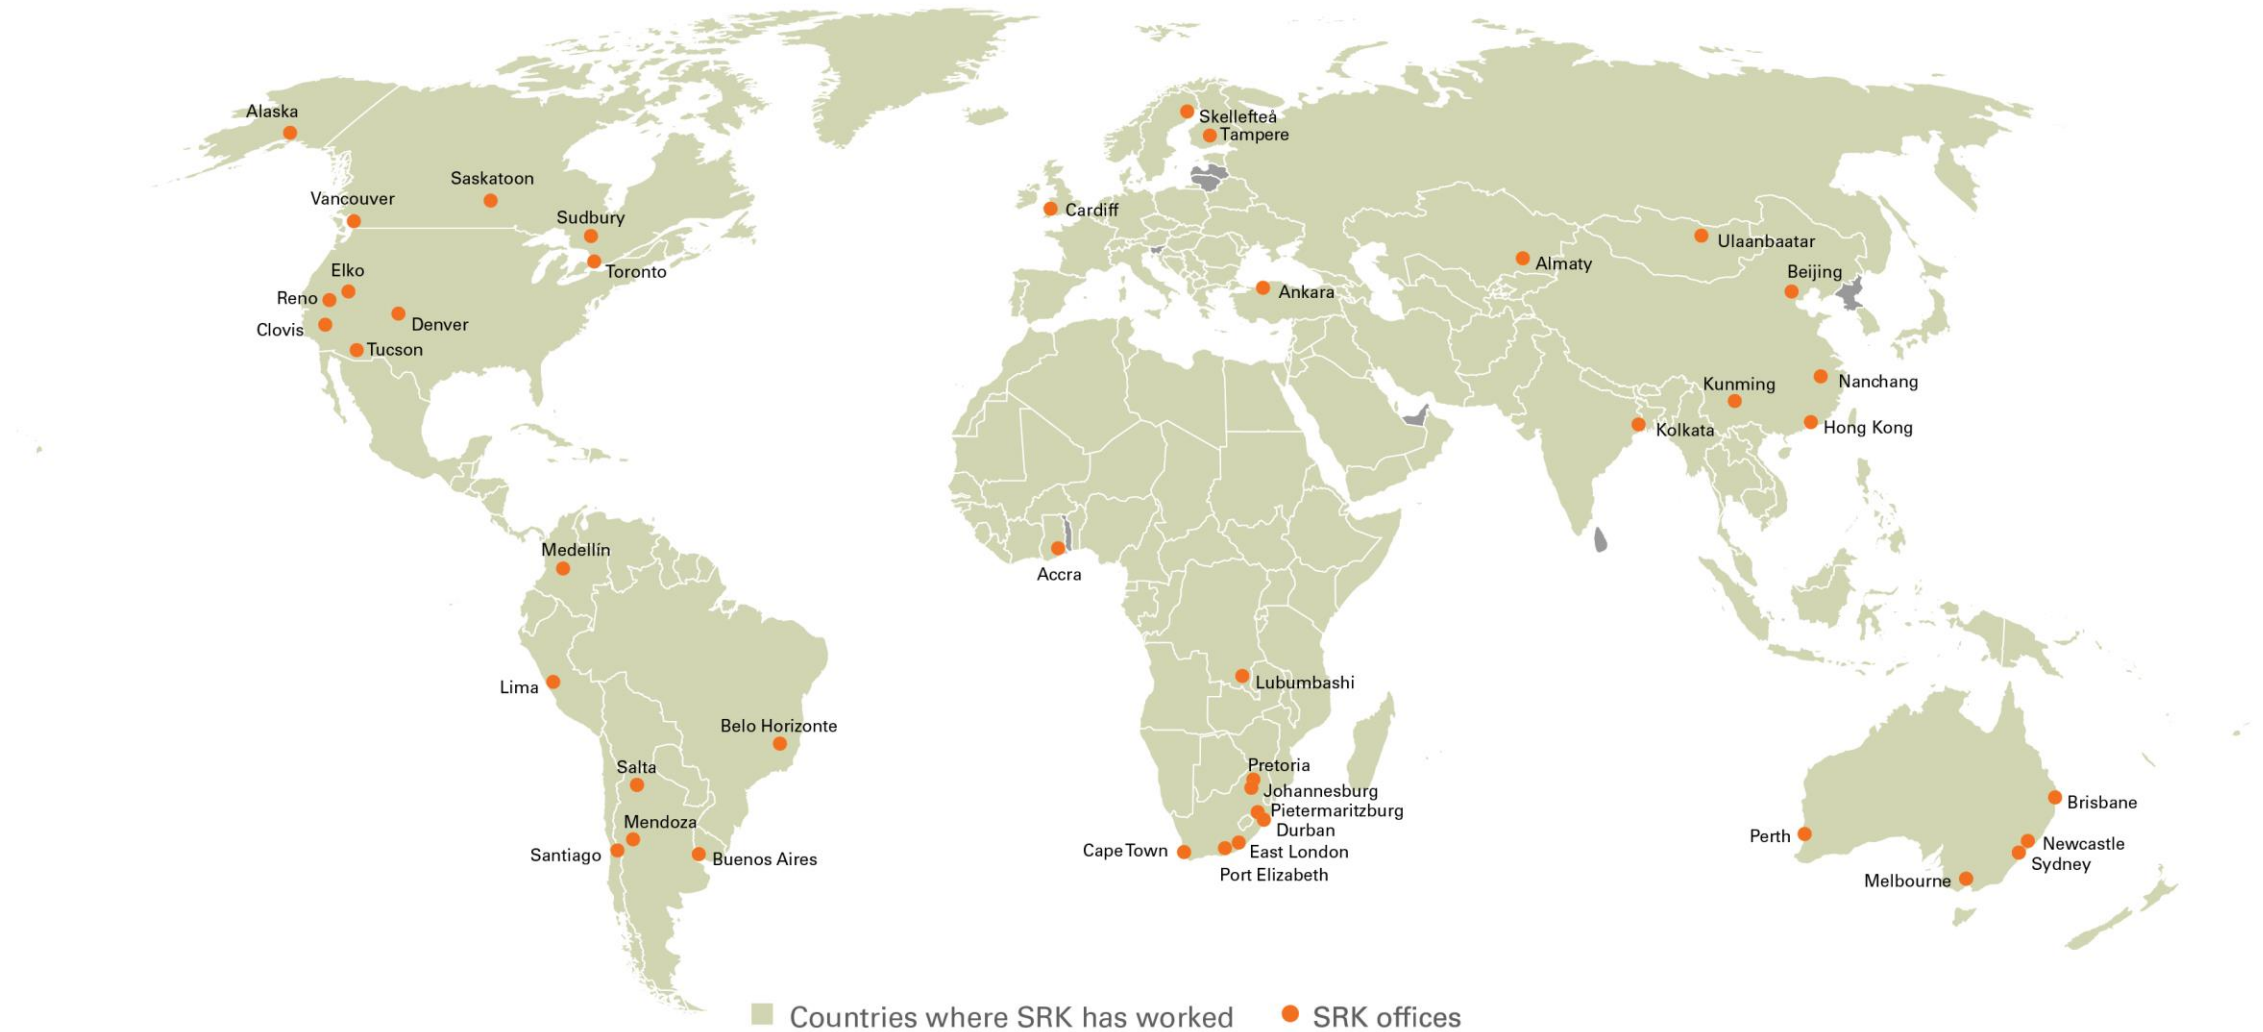 Alaska
Vancouver
Saskatoon
Sudbury
Toronto
Elko
Reno
Clovis
Denver
Tucson
Medellín
Lima
Belo Horizonte
Salta
Mendoza
Santiago
Buenos Aires
Skellefteå
Tampere
Cardiff
Ankara
Accra
Lubumbashi
Pretoria
Johannesburg
Pietermaritzburg
Durban
East London
Cape Town
Port Elizabeth
Almaty
Ulaanbaatar
Beijing
Nanchang
Kunming
Hong Kong
Kolkata
Brisbane
Perth
Newcastle
Sydney
Melbourne
Countries where SRK has worked
SRK offices